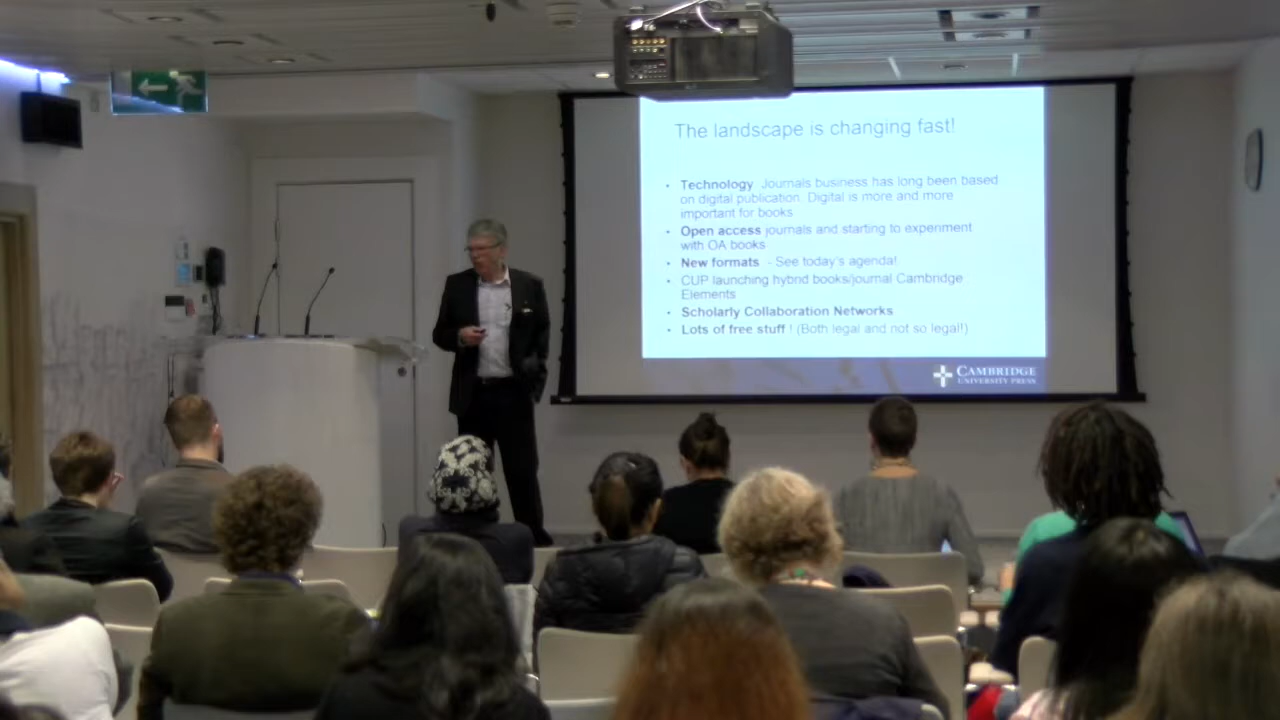 The landscape is changing fast!
• Technology Journals business has long been based
on digital publication. Digital is more and more
important for books
• Open access journals and starting to experiment
with OA books
• New formats - See today's agenda!
• CUP launching hybrid books/journal Cambridge
Elements
• Scholarly Collaboration Networks
• Lots of free stuff ! (Both legal and not so legal!)
CAMBRIDGE
UNIVERSITY PRESS